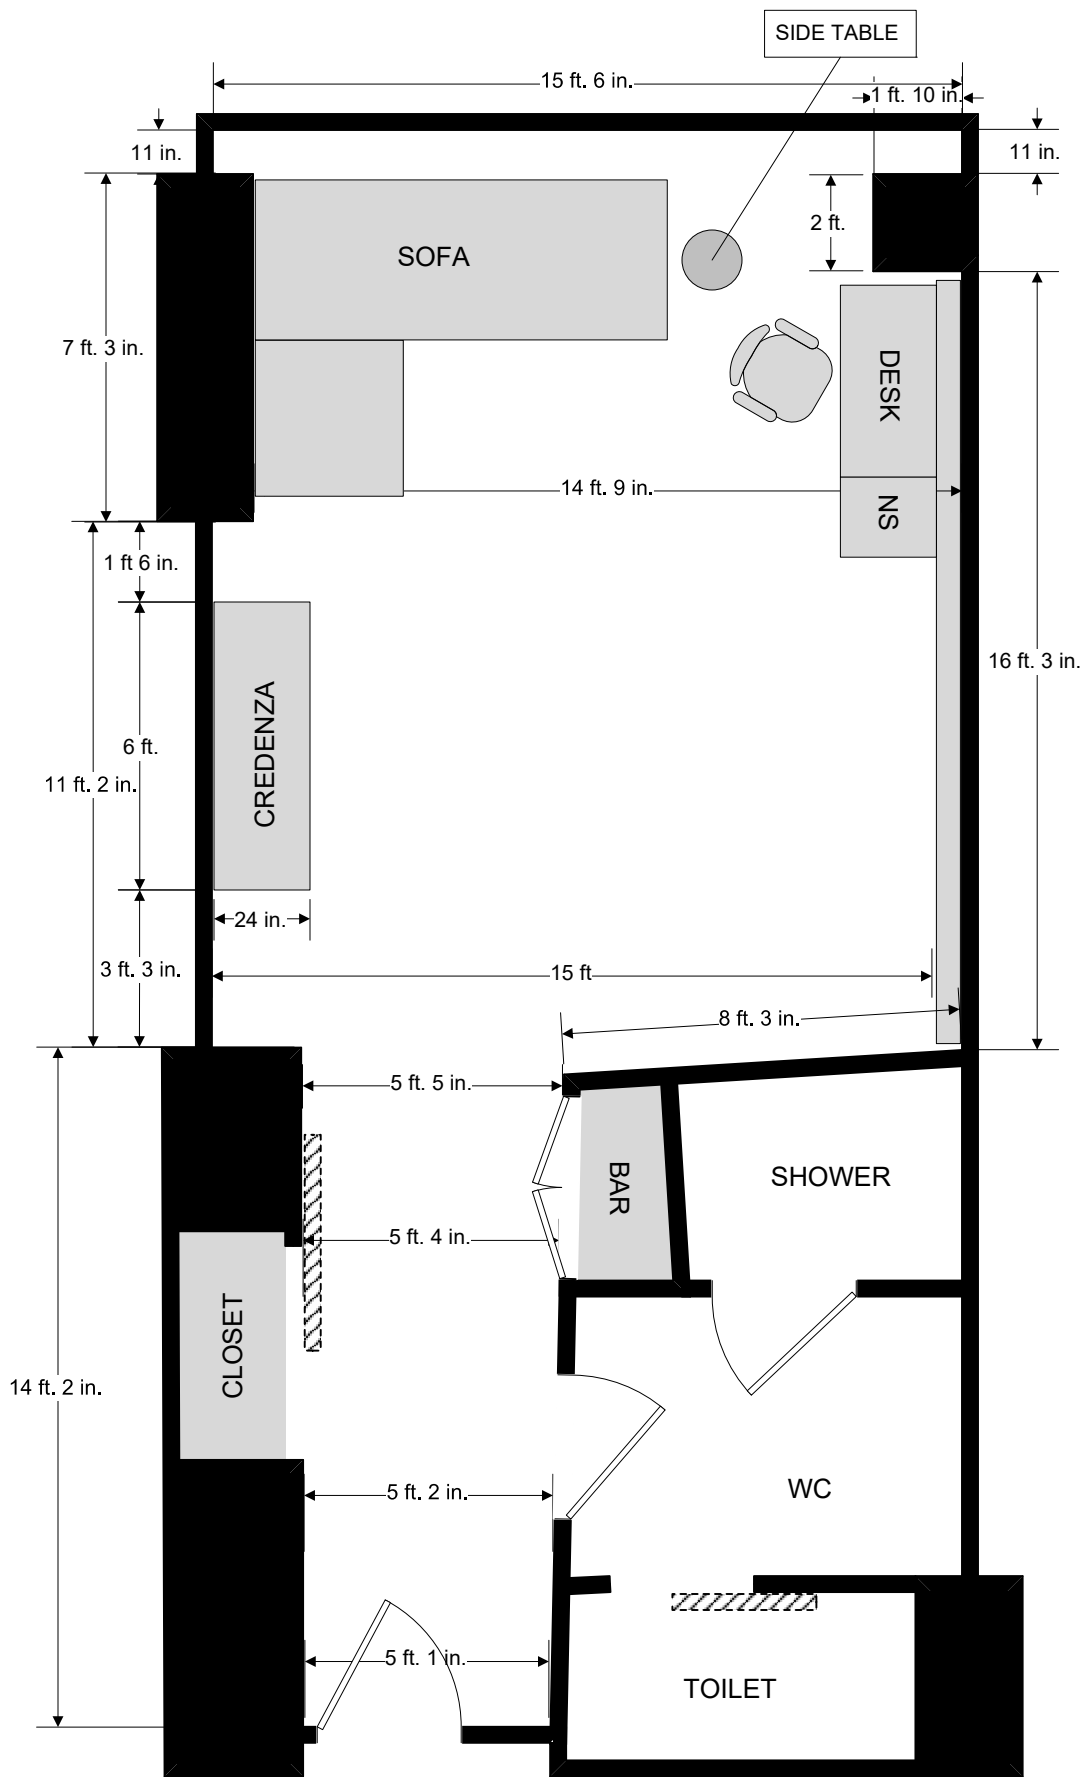 SIDE TABLE
15 ft. 6 in.
1 ft. 10 in.
11 in.
11 in.
2 ft.
SOFA
7 ft. 3 in.
DESK
14 ft. 9 in.
NS
1 ft 6 in.
16 ft. 3 in.
CREDENZA
6 ft.
11 ft. 2 in.
24 in.
3 ft. 3 in.
15 ft
8 ft. 3 in.
5 ft. 5 in.
BAR
SHOWER
5 ft. 4 in.
CLOSET
14 ft. 2 in.
5 ft. 2 in.
WC
5 ft. 1 in.
TOILET